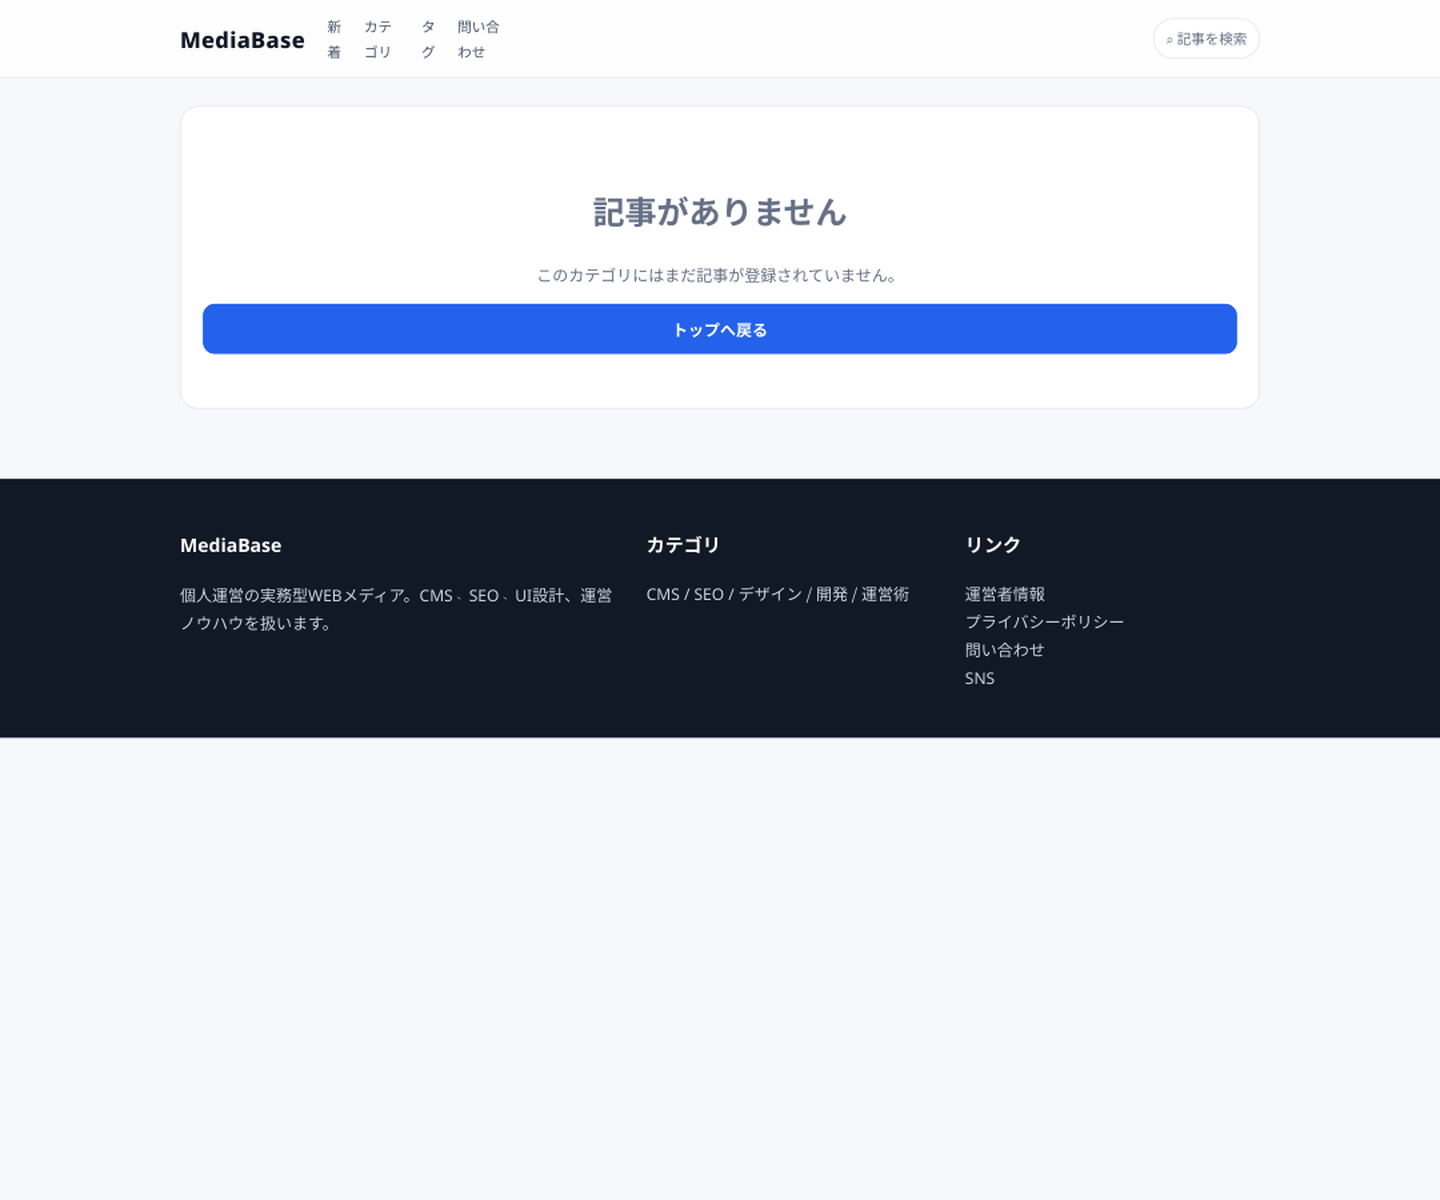 MediaBase
新着
カテゴリ
タグ
問い合わせ
⌕ 記事を検索
記事がありません
このカテゴリにはまだ記事が登録されていません。
トップへ戻る
MediaBase
個人運営の実務型WEBメディア。CMS、SEO、UI設計、運営
ノウハウを扱います。
カテゴリ
CMS / SEO / デザイン / 開発 / 運営術
リンク
運営者情報
プライバシーポリシー
問い合わせ
SNS